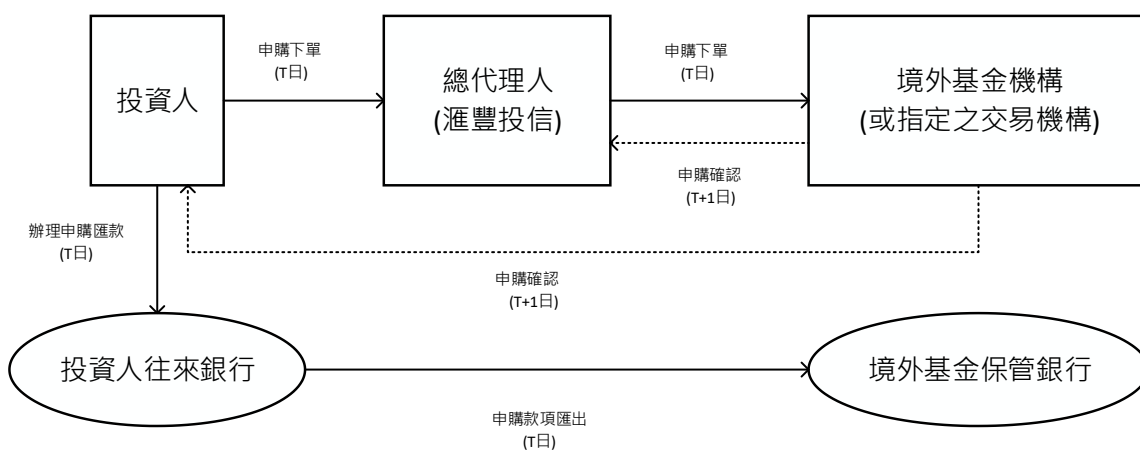 申購下單
(T日)
申購下單
(T日)
投資人
總代理人
(滙豐投信)
境外基金機構
(或指定之交易機構)
申購確認
(T+1日)
辦理申購匯款
(T日)
申購確認
(T+1日)
投資人往來銀行
境外基金保管銀行
申購款項匯出
(T日)